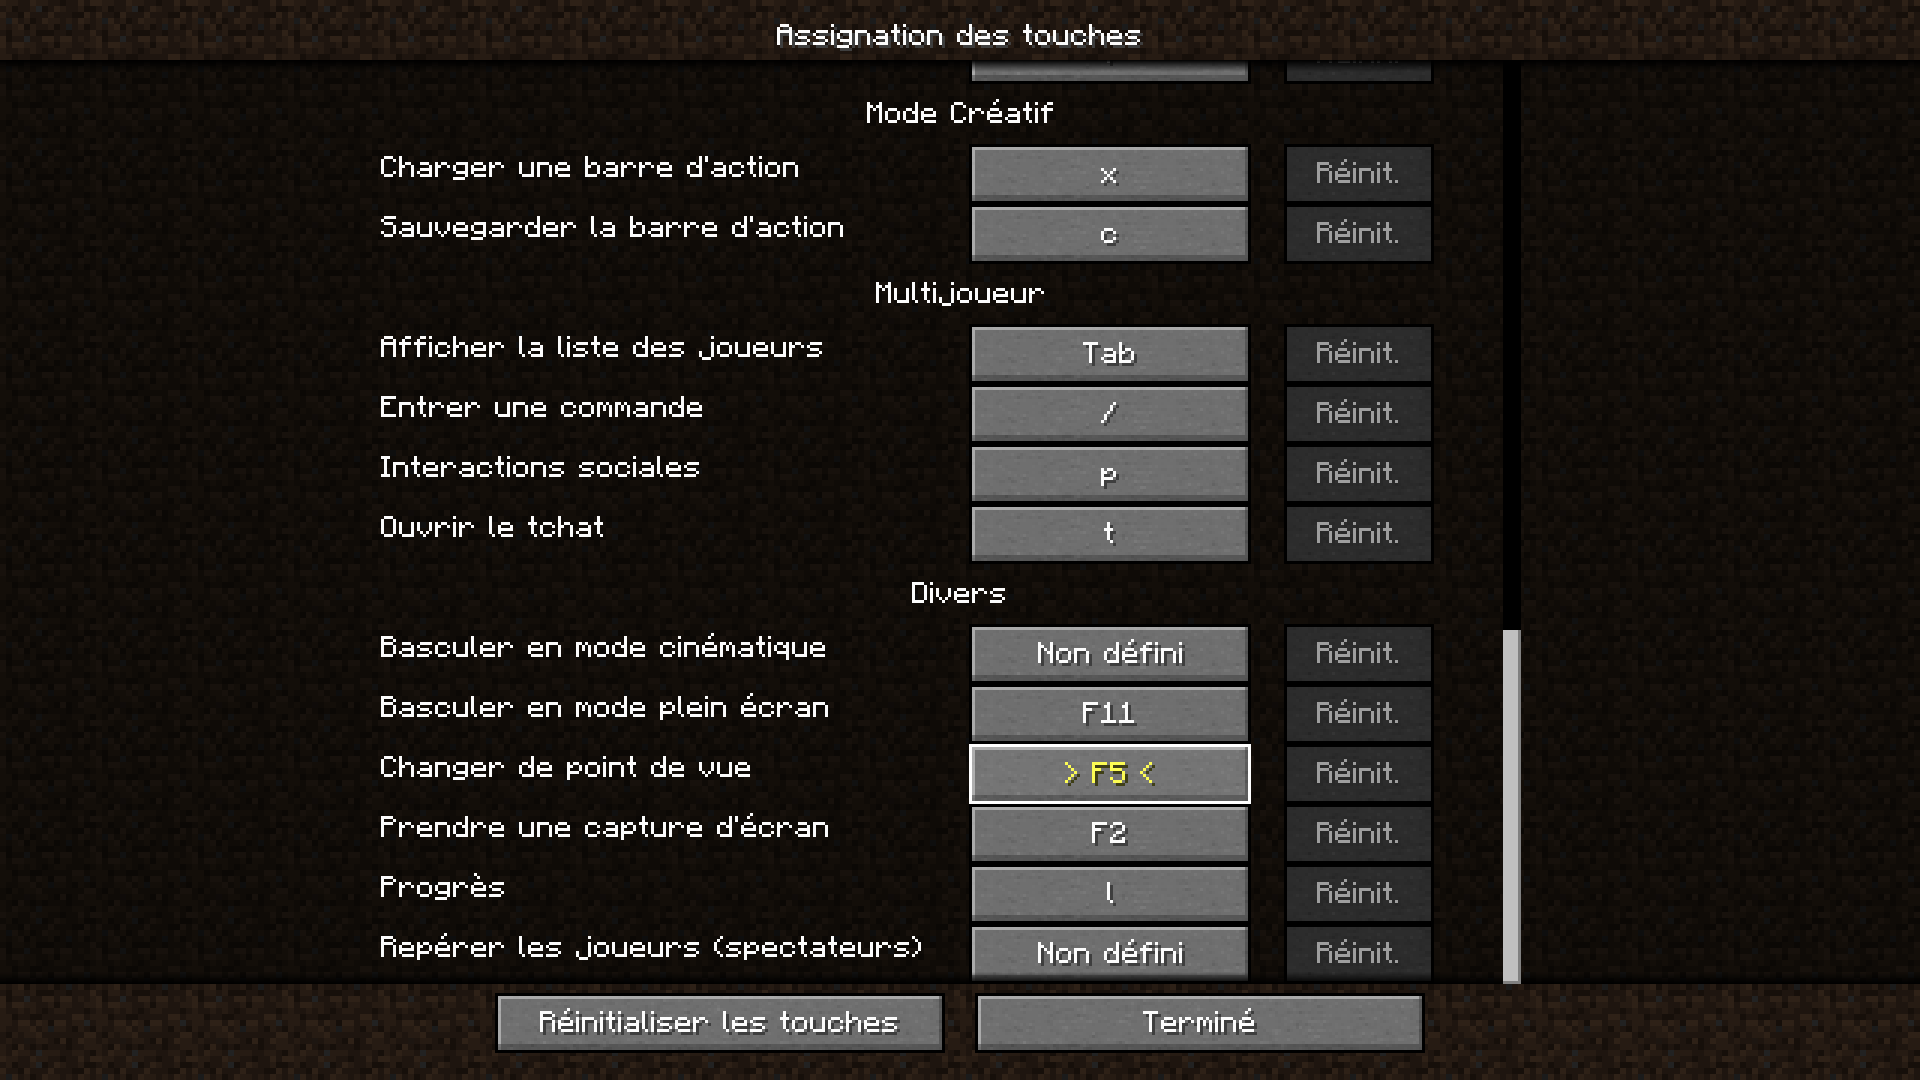 Assignation des touches
Mode Créatif
Charger une barre d'action x Réinit.
Sauvegarder la barre d'action c Réinit.
Multijoueur
Afficher la liste des joueurs Tab Réinit.
Entrer une commande / Réinit.
Interactions sociales p Réinit.
Ouvrir le tchat t Réinit.
Divers
Basculer en mode cinématique Non défini Réinit.
Basculer en mode plein écran F11 Réinit.
Changer de point de vue > F5 < Réinit.
Prendre une capture d'écran F2 Réinit.
Progrès l Réinit.
Repérer les joueurs (spectateurs) Non défini Réinit.
Réinitialiser les touches Terminé